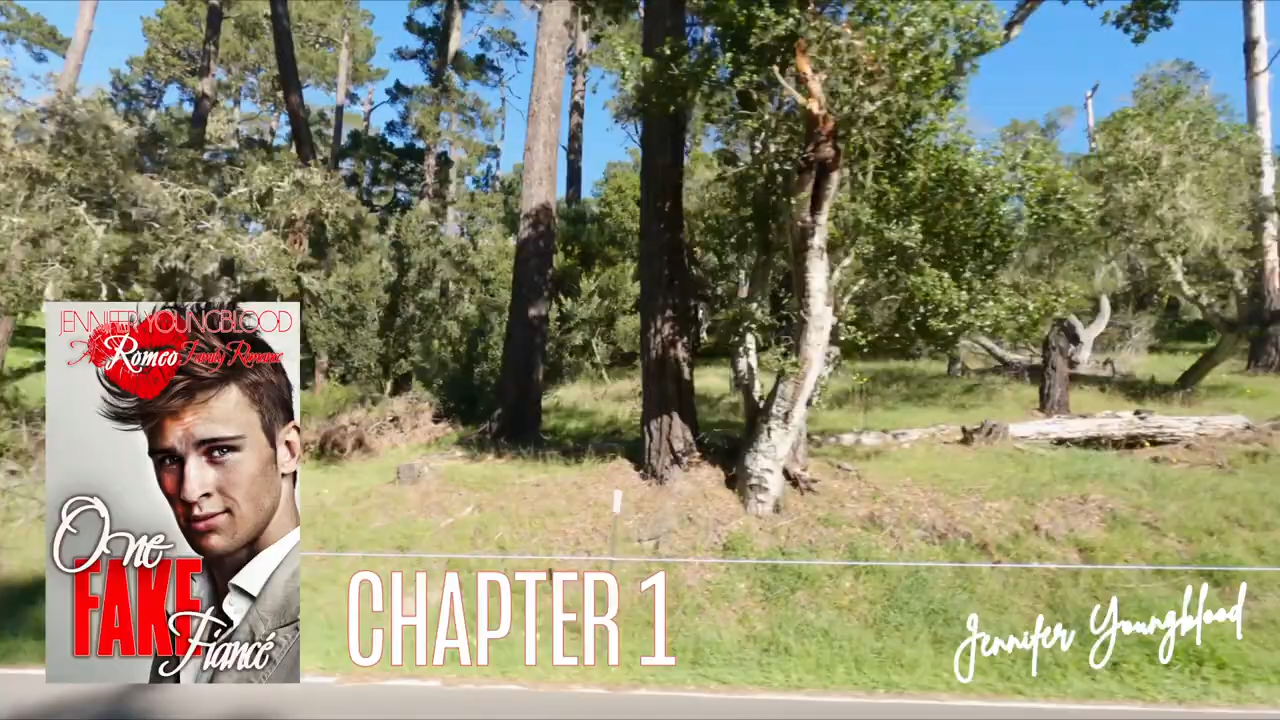 JENNIFER YOUNGBLOOD
A Romeo Family Romance
One
FAKE
Fiancé
CHAPTER 1
Jennifer Youngblood